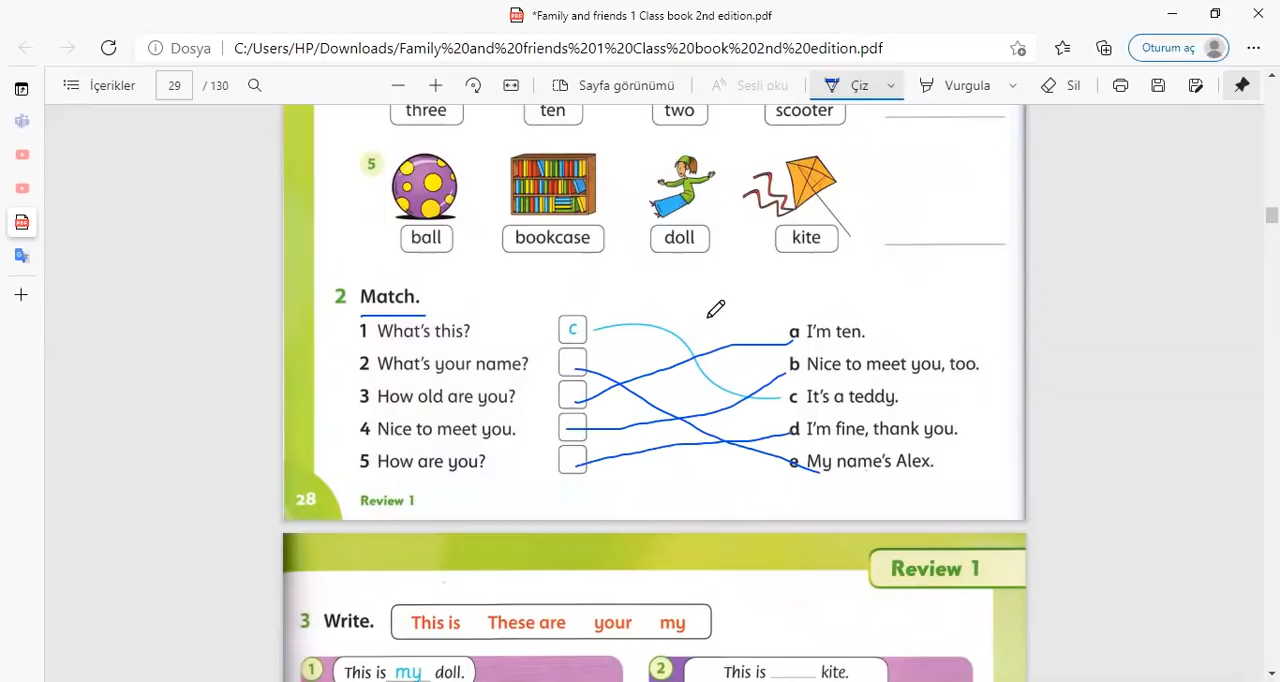 *Family and friends 1 Class book 2nd edition.pdf
Dosya C:/Users/HP/Downloads/Family%20and%20friends%201%20Class%20book%202nd%20edition.pdf Oturum aç
İçerikler 29 / 130 Sayfa görünümü Sesli oku Çiz Vurgula Sil
three ten two scooter
5
ball bookcase doll kite
2 Match.
1 What's this? c a I'm ten.
2 What's your name? b Nice to meet you, too.
3 How old are you? c It's a teddy.
4 Nice to meet you. d I'm fine, thank you.
5 How are you? e My name's Alex.
28 Review 1
Review 1
3 Write. This is These are your my
1 This is my doll. 2 This is ______ kite.